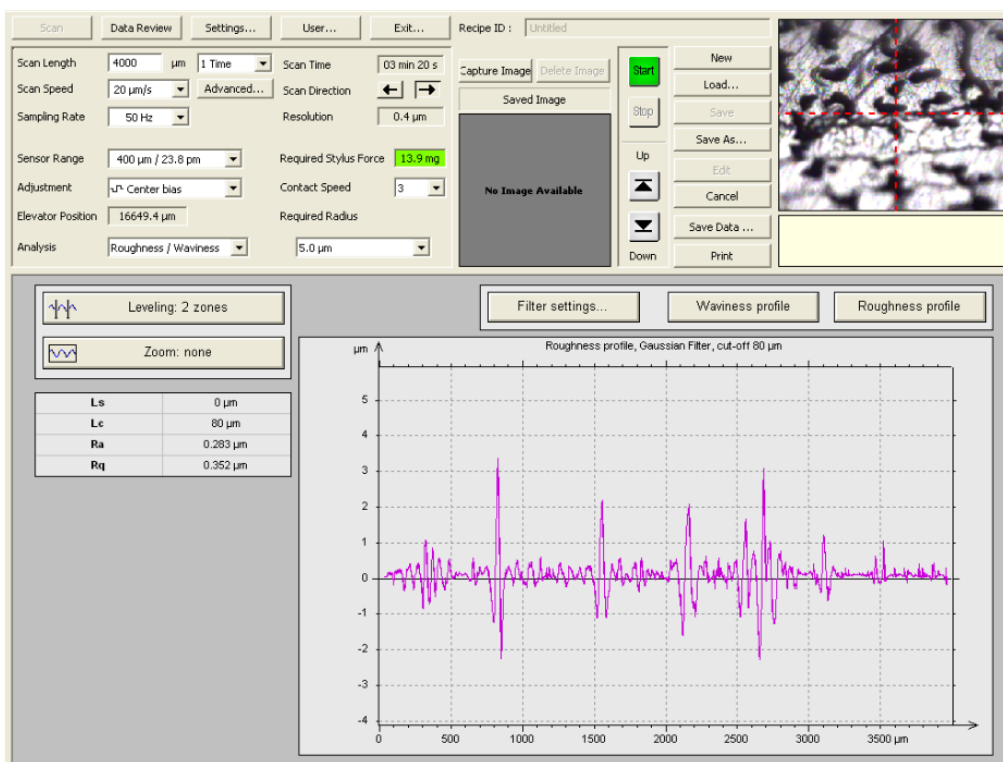 Scan Data Review Settings... User... Exit... Recipe ID : Untitled
Scan Length 4000 µm 1 Time Scan Time 03 min 20 s
Scan Speed 20 µm/s Advanced... Scan Direction
Sampling Rate 50 Hz Resolution 0.4 µm
Sensor Range 400 µm / 23.8 pm Required Stylus Force 13.9 mg
Adjustment Center bias Contact Speed 3
Elevator Position 16649.4 µm Required Radius
Analysis Roughness / Waviness 5.0 µm
Capture Image Delete Image
Saved Image
No Image Available
Start
Stop
Up
Down
New
Load...
Save
Save As...
Edit
Cancel
Save Data ...
Print
Leveling: 2 zones
Zoom: none
Filter settings... Waviness profile Roughness profile
Ls 0 µm
Lc 80 µm
Ra 0.283 µm
Rq 0.352 µm
Roughness profile, Gaussian Filter, cut-off 80 µm
µm
5
4
3
2
1
0
-1
-2
-3
-4
0 500 1000 1500 2000 2500 3000 3500 µm